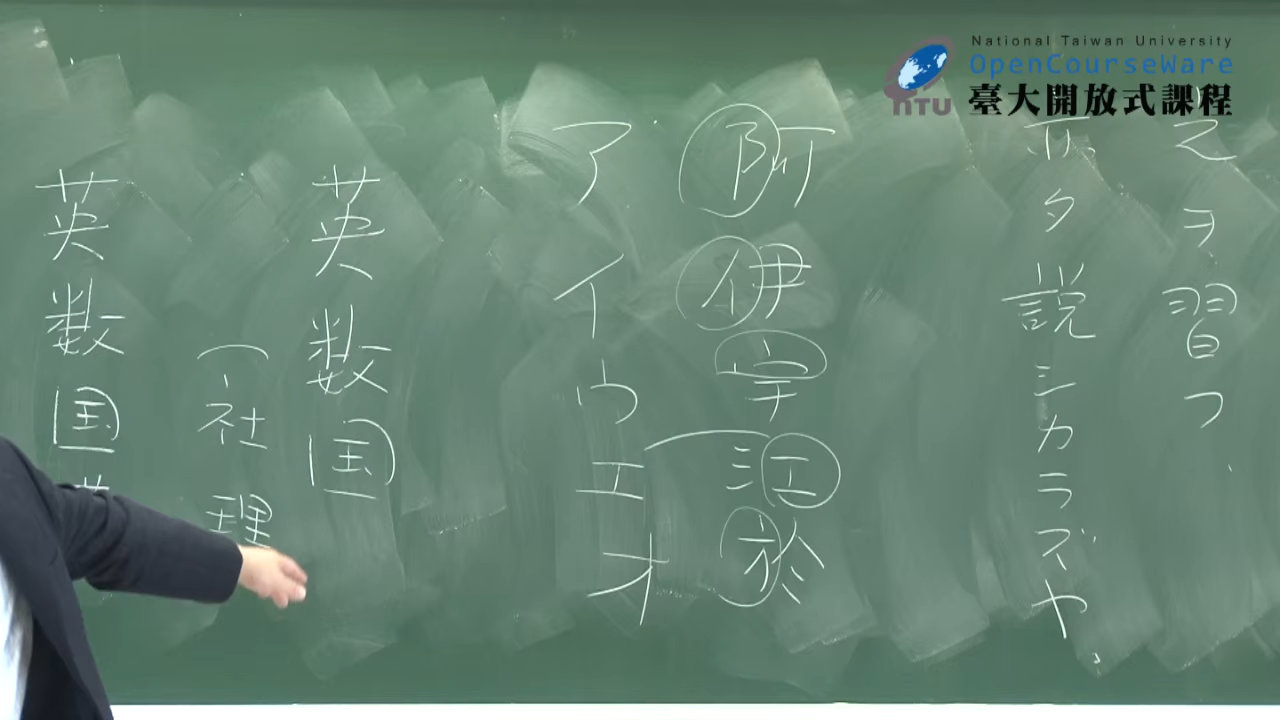 National Taiwan University
OpenCourseWare
臺大開放式課程
NTU
之ヲ習フ
亦タ説シカラズヤ
阿伊宇江於
アイウエオ
英数国
(社理
英数国